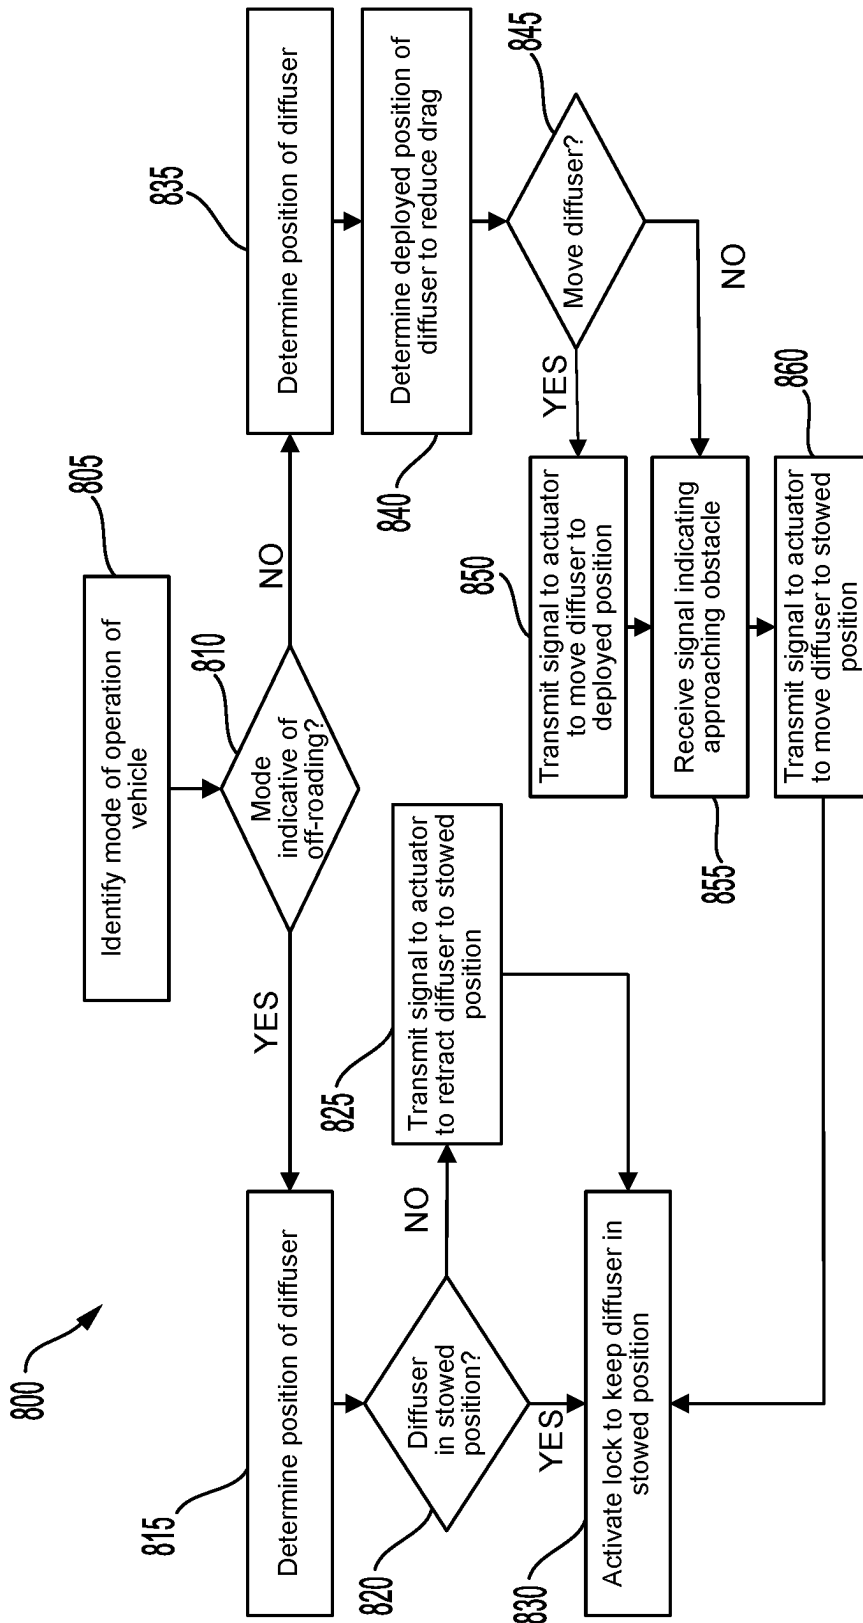 800
805
Identify mode of operation of
vehicle
810
Mode
indicative of
off-roading?
YES
NO
815
Determine position of diffuser
820
Diffuser
in stowed
position?
NO
YES
825
Transmit signal to actuator
to retract diffuser to stowed
position
830
Activate lock to keep diffuser in
stowed position
835
Determine position of diffuser
840
Determine deployed position of
diffuser to reduce drag
845
Move diffuser?
YES
NO
850
Transmit signal to actuator
to move diffuser to
deployed position
855
Receive signal indicating
approaching obstacle
860
Transmit signal to actuator
to move diffuser to stowed
position